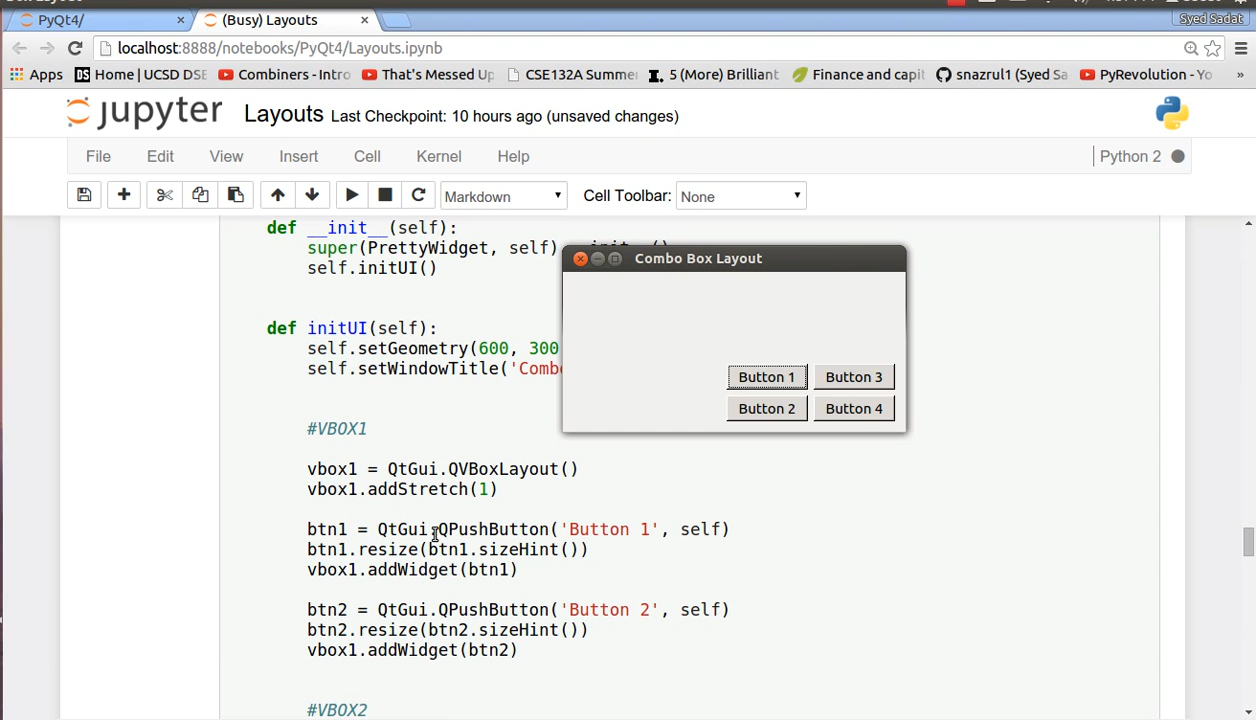 PyQt4/
(Busy) Layouts
Syed Sadat
localhost:8888/notebooks/PyQt4/Layouts.ipynb
Apps
Home | UCSD DSE
Combiners - Intro
That's Messed Up
CSE132A Summer
5 (More) Brilliant
Finance and capit
snazrul1 (Syed Sa
PyRevolution - Yo
»
jupyter
Layouts Last Checkpoint: 10 hours ago (unsaved changes)
File Edit View Insert Cell Kernel Help
Python 2
Markdown
Cell Toolbar: None
def __init__(self):
super(PrettyWidget, self)
self.initUI()
Combo Box Layout
Button 1
Button 3
Button 2
Button 4
def initUI(self):
self.setGeometry(600, 300
self.setWindowTitle('Comb
#VBOX1
vbox1 = QtGui.QVBoxLayout()
vbox1.addStretch(1)
btn1 = QtGui.QPushButton('Button 1', self)
btn1.resize(btn1.sizeHint())
vbox1.addWidget(btn1)
btn2 = QtGui.QPushButton('Button 2', self)
btn2.resize(btn2.sizeHint())
vbox1.addWidget(btn2)
#VBOX2